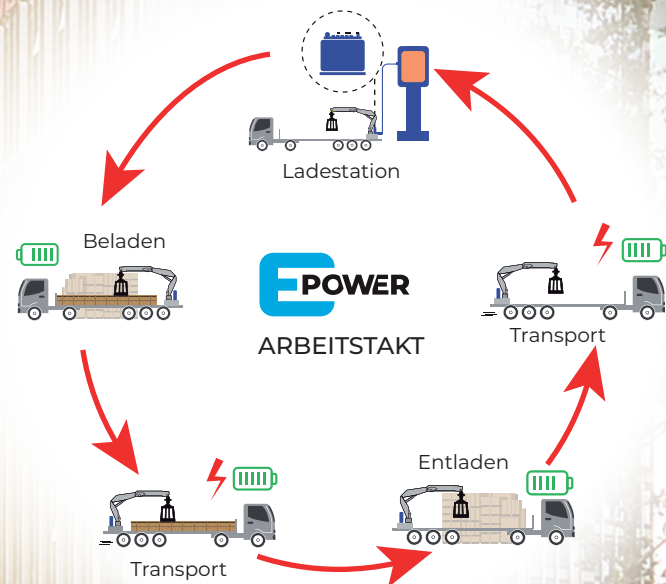 Ladestation
Beladen
EPOWER
ARBEITSTAKT
Transport
Entladen
Transport